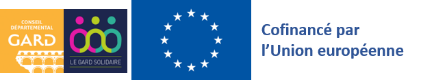 CONSEIL
DÉPARTEMENTAL
GARD
LE GARD SOLIDAIRE
Cofinancé par
l'Union européenne